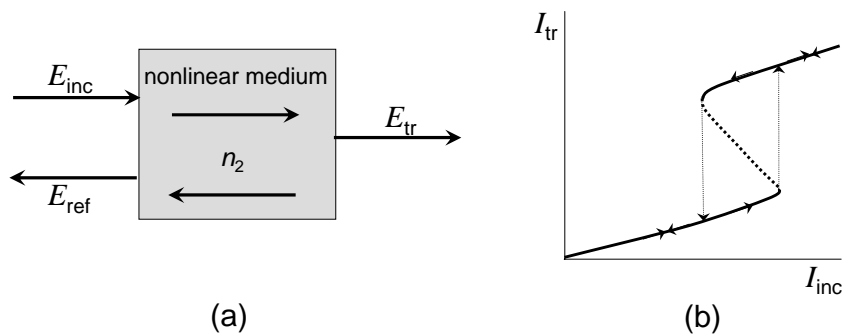 E_inc
nonlinear medium
E_tr
n_2
E_ref
(a)
I_tr
I_inc
(b)